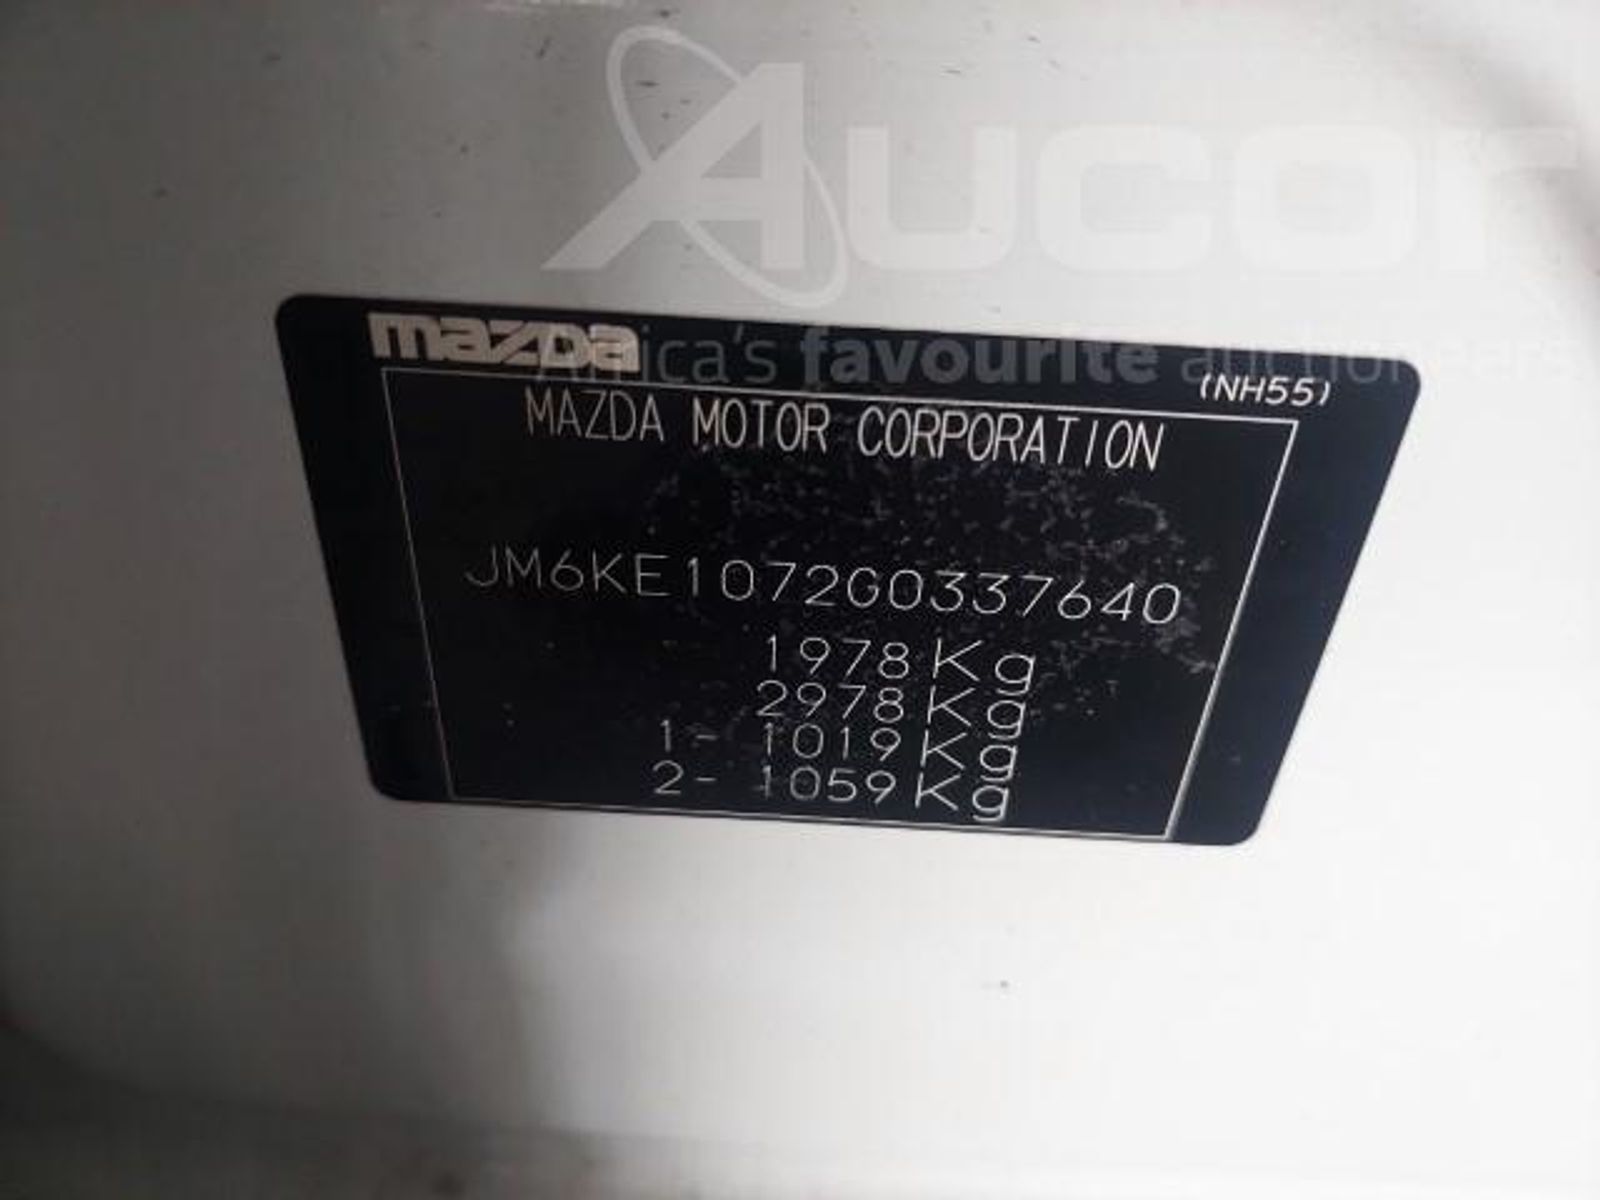 Aucor
Africa's favourite auctioneers
mazda
(NH55)
MAZDA MOTOR CORPORATION
JM6KE1072G0337640
1978Kg
2978Kg
1- 1019Kg
2- 1059Kg